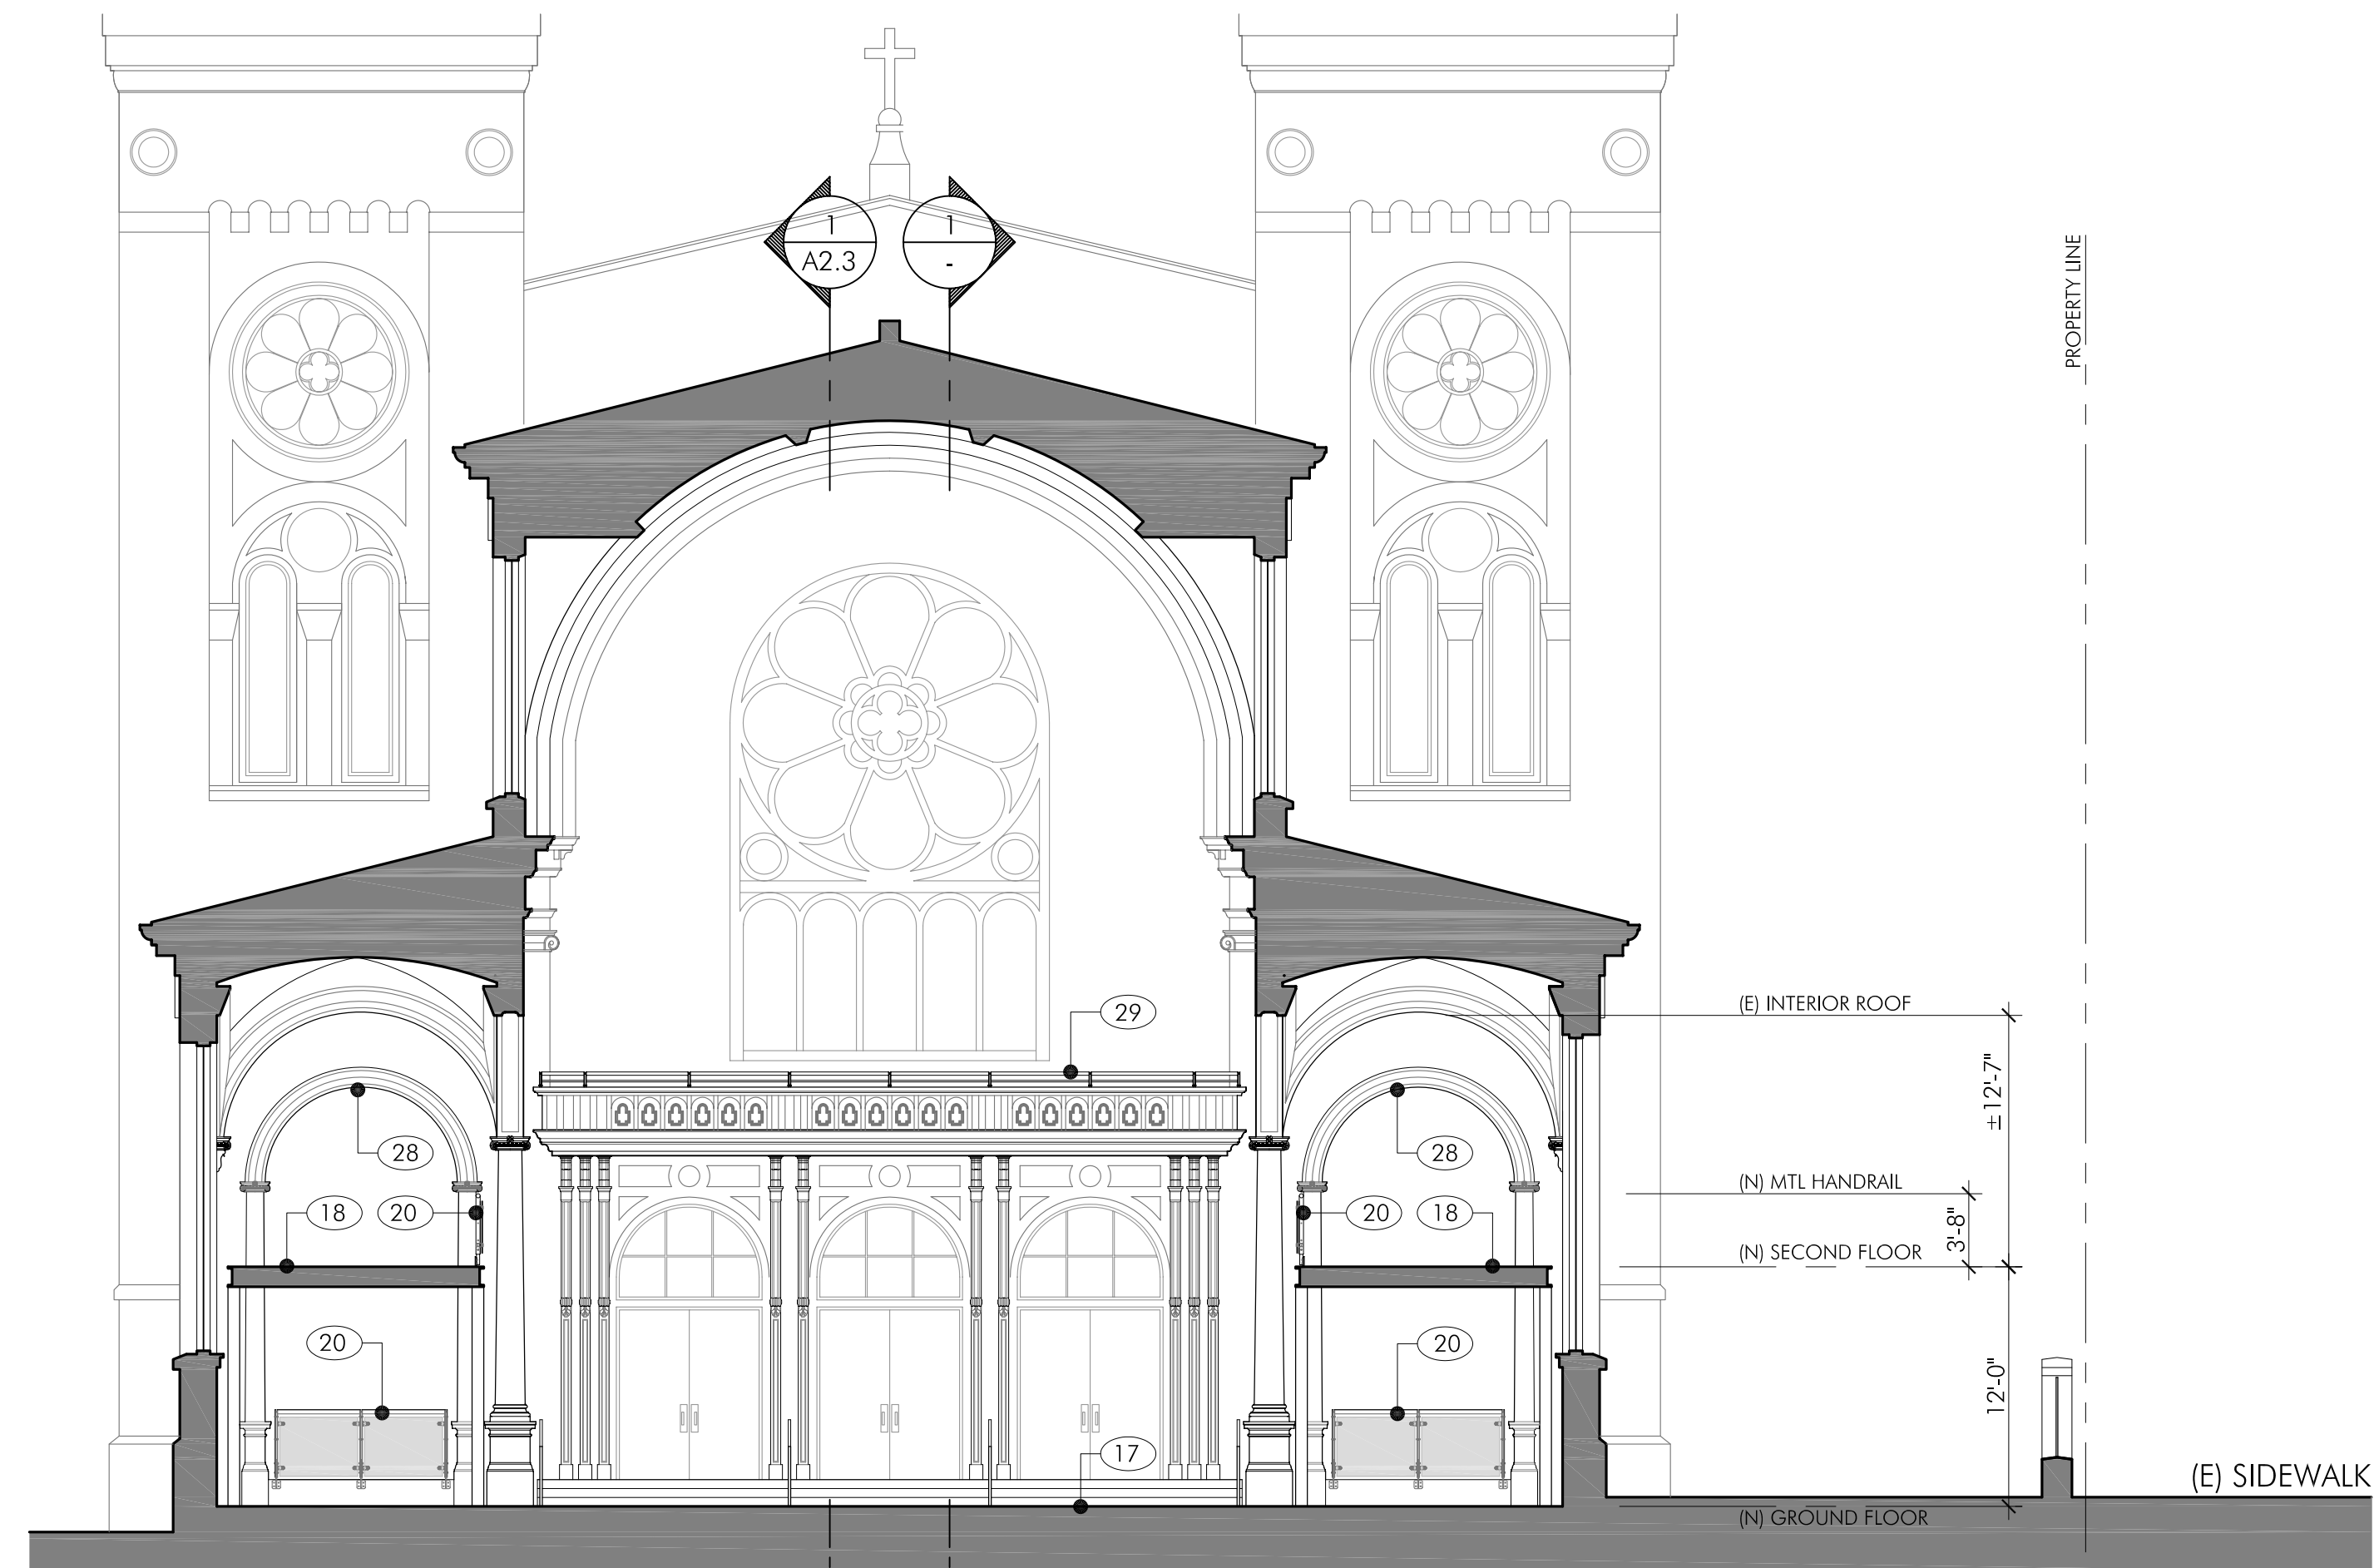 1
A2.3
1
-
PROPERTY LINE
29
(E) INTERIOR ROOF
±12'-7"
28
28
(N) MTL HANDRAIL
18
20
20
18
3'-8"
(N) SECOND FLOOR
20
20
12'-0"
17
(E) SIDEWALK
(N) GROUND FLOOR